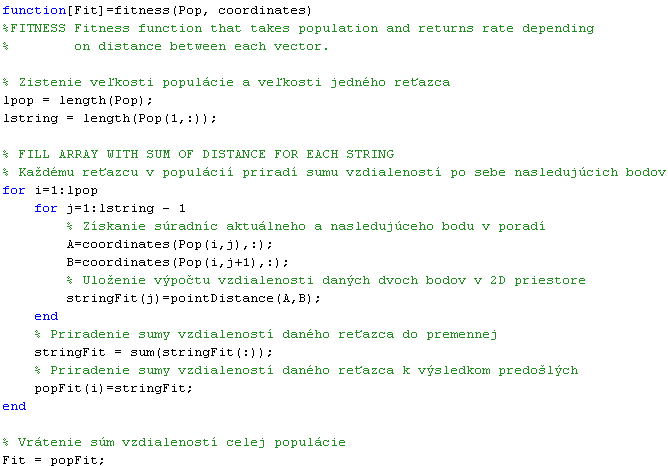 function[Fit]=fitness(Pop, coordinates)
%FITNESS Fitness function that takes population and returns rate depending
%        on distance between each vector.

% Zistenie veľkosti populácie a veľkosti jedného reťazca
lpop = length(Pop);
lstring = length(Pop(1,:));

% FILL ARRAY WITH SUM OF DISTANCE FOR EACH STRING
% Každému reťazcu v populácií priradí sumu vzdialeností po sebe nasledujúcich bodov
for i=1:lpop
    for j=1:lstring - 1
        % Získanie súradníc aktuálneho a nasledujúceho bodu v poradí
        A=coordinates(Pop(i,j),:);
        B=coordinates(Pop(i,j+1),:);
        % Uloženie výpočtu vzdialenosti daných dvoch bodov v 2D priestore
        stringFit(j)=pointDistance(A,B);
    end
    % Priradenie sumy vzdialeností daného reťazca do premennej
    stringFit = sum(stringFit(:));
    % Priradenie sumy vzdialeností daného reťazca k výsledkom predošlých
    popFit(i)=stringFit;
end

% Vrátenie súm vzdialeností celej populácie
Fit = popFit;